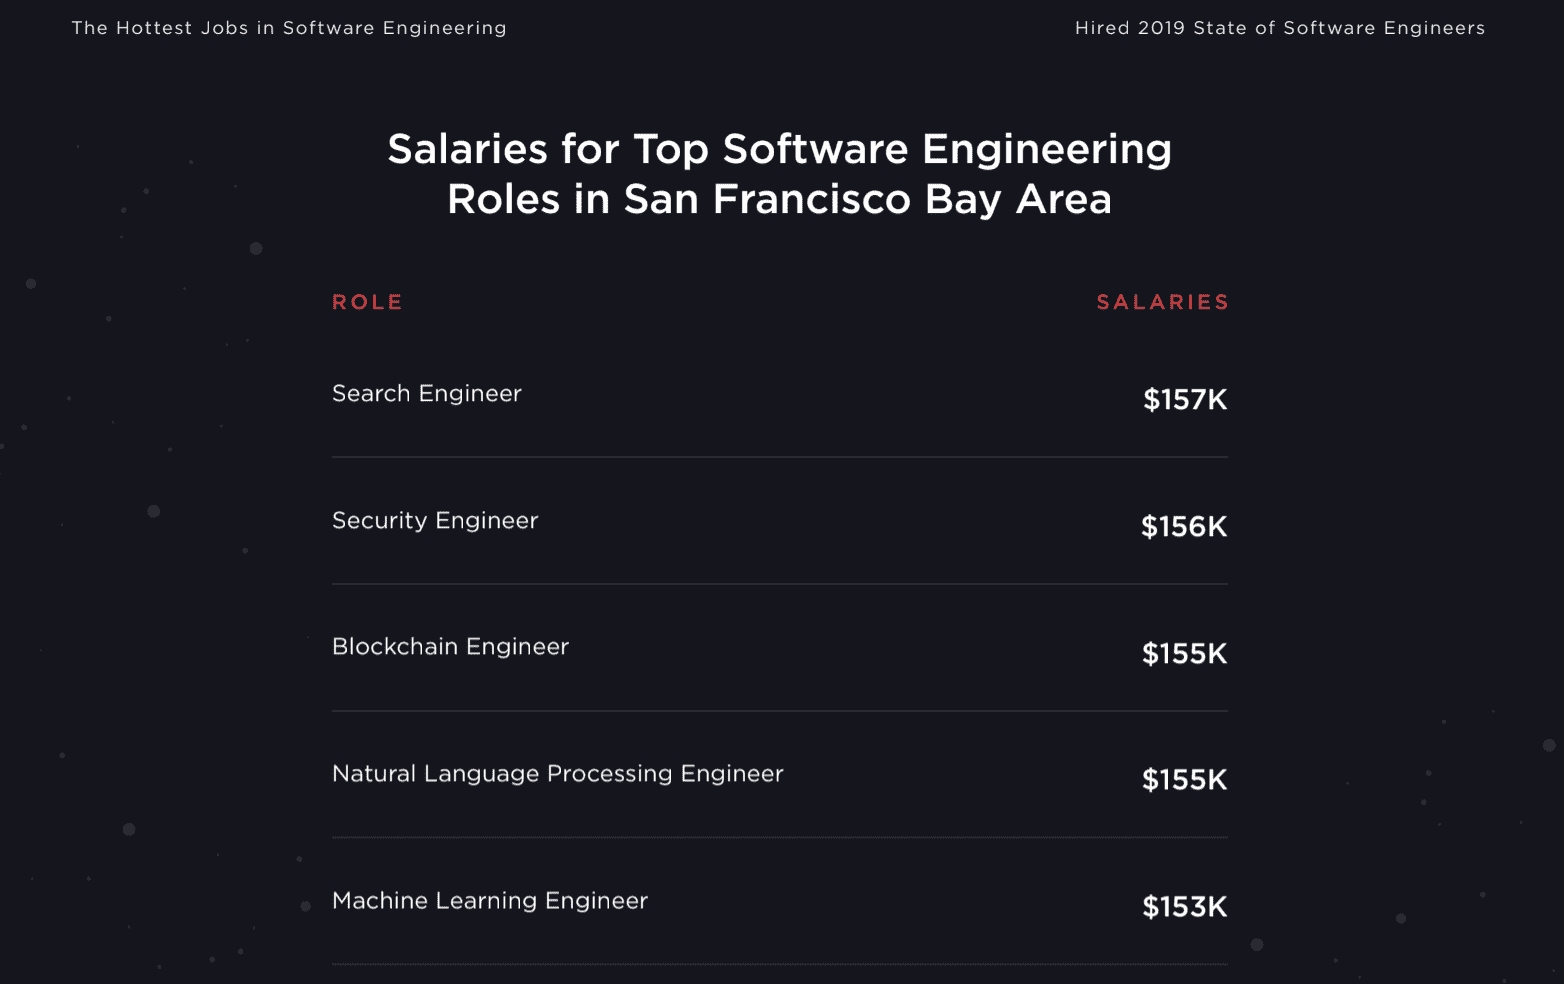 The Hottest Jobs in Software Engineering
Hired 2019 State of Software Engineers
Salaries for Top Software Engineering
Roles in San Francisco Bay Area
ROLE SALARIES
Search Engineer $157K
Security Engineer $156K
Blockchain Engineer $155K
Natural Language Processing Engineer $155K
Machine Learning Engineer $153K